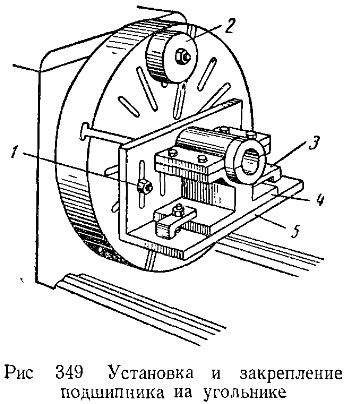 2
1
3
4
5
Рис 349 Установка и закрепление
подшипника на угольнике